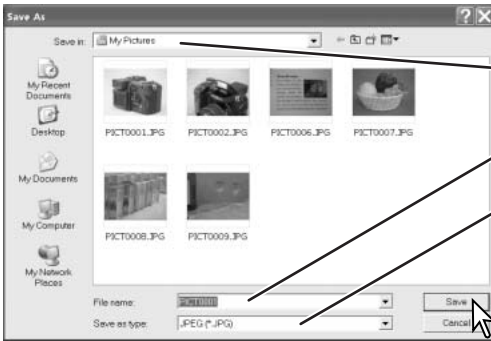 Save As
Save in:
My Pictures
My Recent
Documents
Desktop
My Documents
My Computer
My Network
Places
PICT0001.JPG
PICT0002.JPG
PICT0006.JPG
PICT0007.JPG
PICT0008.JPG
PICT0009.JPG
File name:
PICT0001
Save
Save as type:
JPEG (*.JPG)
Cancel